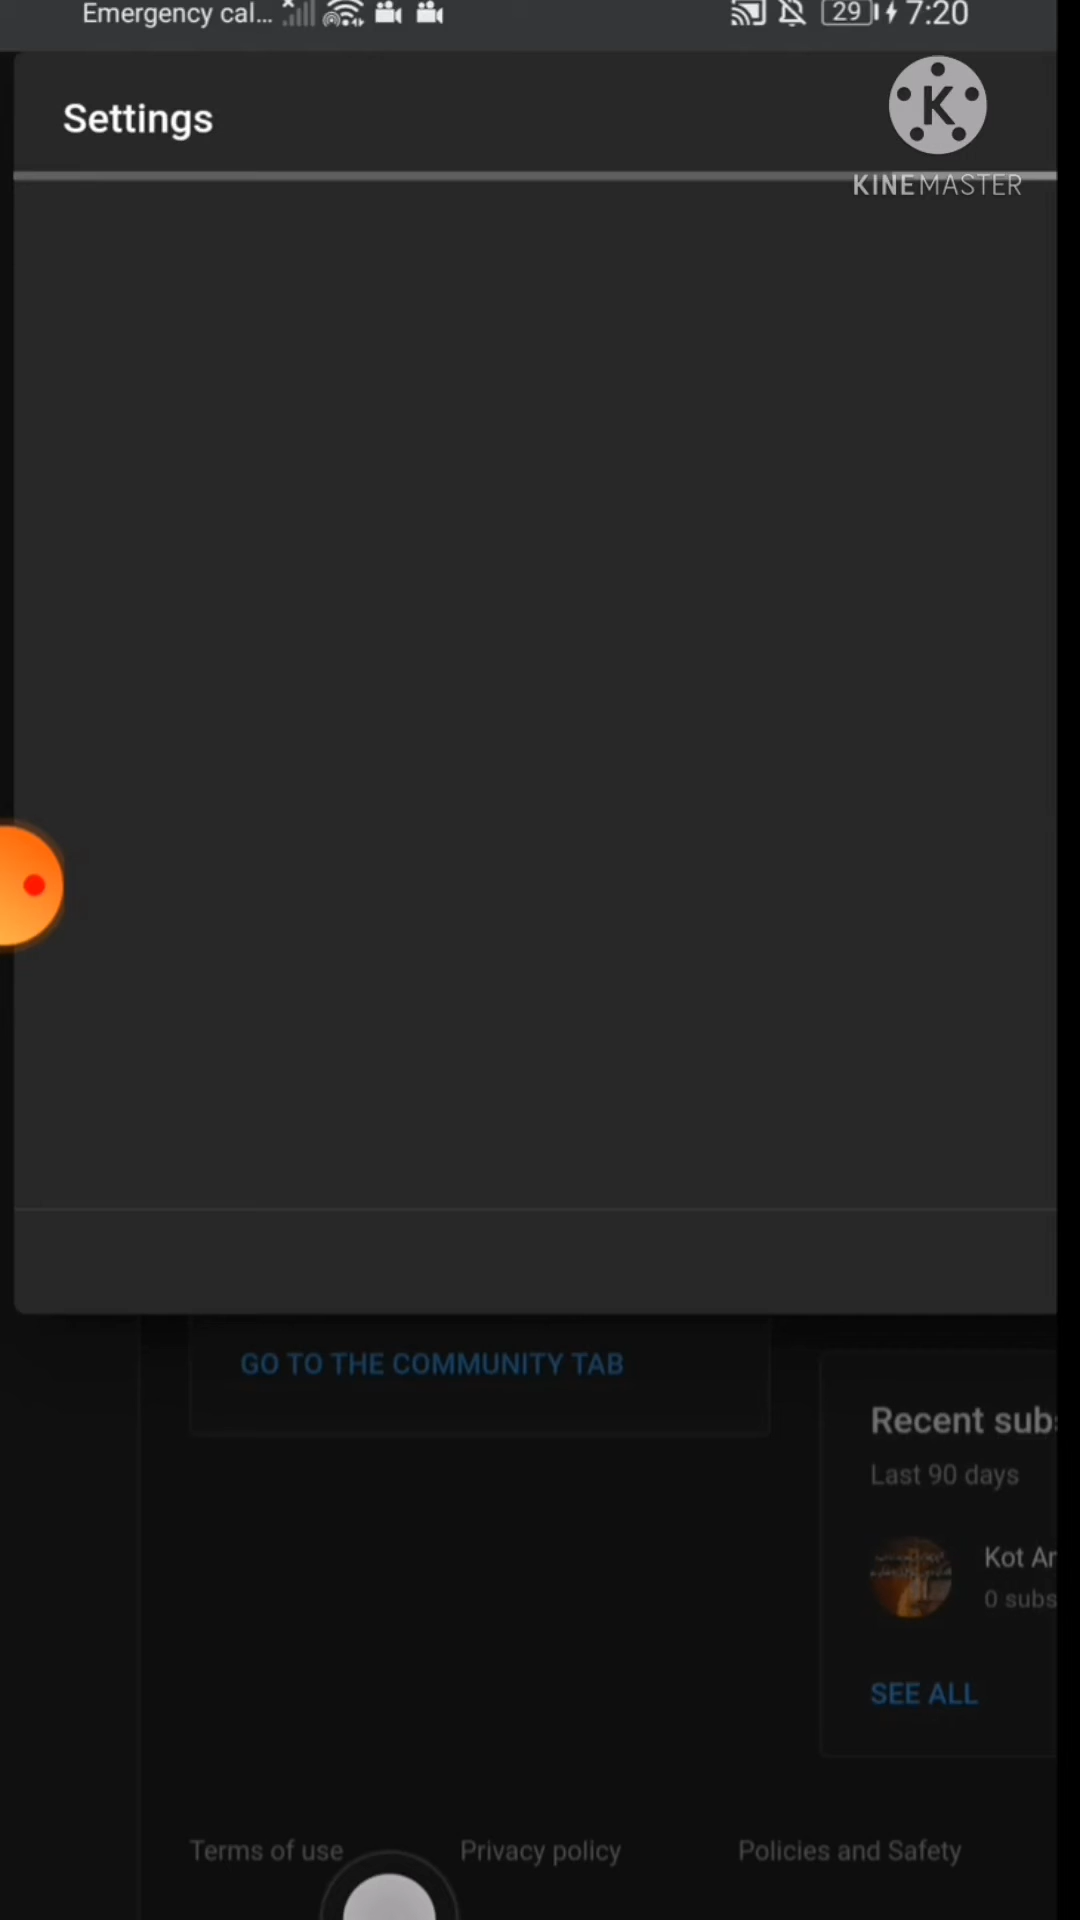 Emergency cal... 29 7:20
Settings
K
KINEMASTER
GO TO THE COMMUNITY TAB
Recent subs
Last 90 days
Kot Ar
0 subs
SEE ALL
Terms of use Privacy policy Policies and Safety